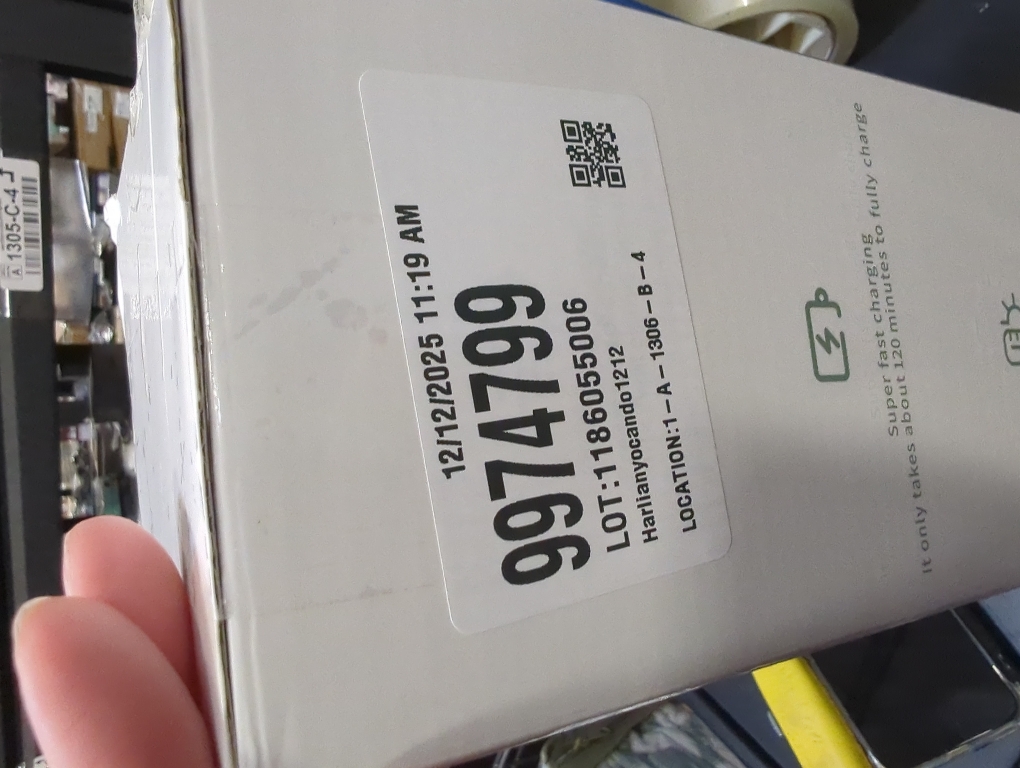 12/12/2025 11:19 AM
9974799
LOT:1186055006
Harlianyocando1212
LOCATION:1-A-1306-B-4
Super fast charging
It only takes about 120 minutes to fully charge
A 1305-C-4